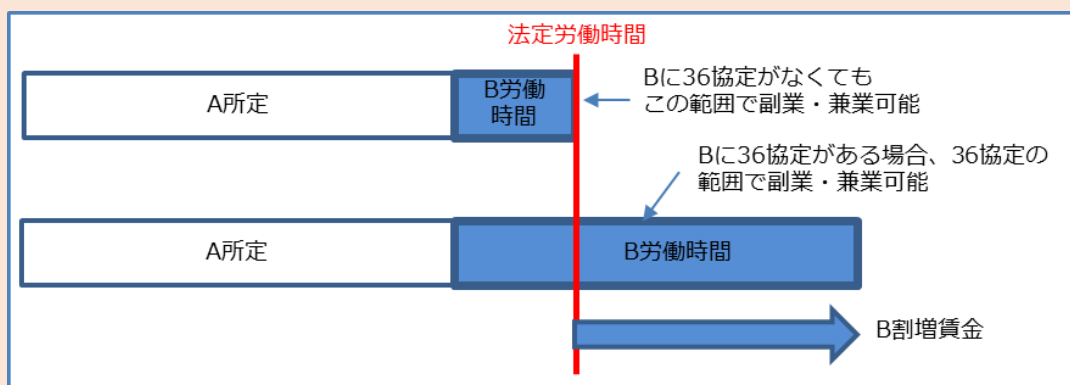 法定労働時間
A所定
B労働
時間
Bに36協定がなくても
この範囲で副業・兼業可能
Bに36協定がある場合、36協定の
範囲で副業・兼業可能
A所定
B労働時間
B割増賃金